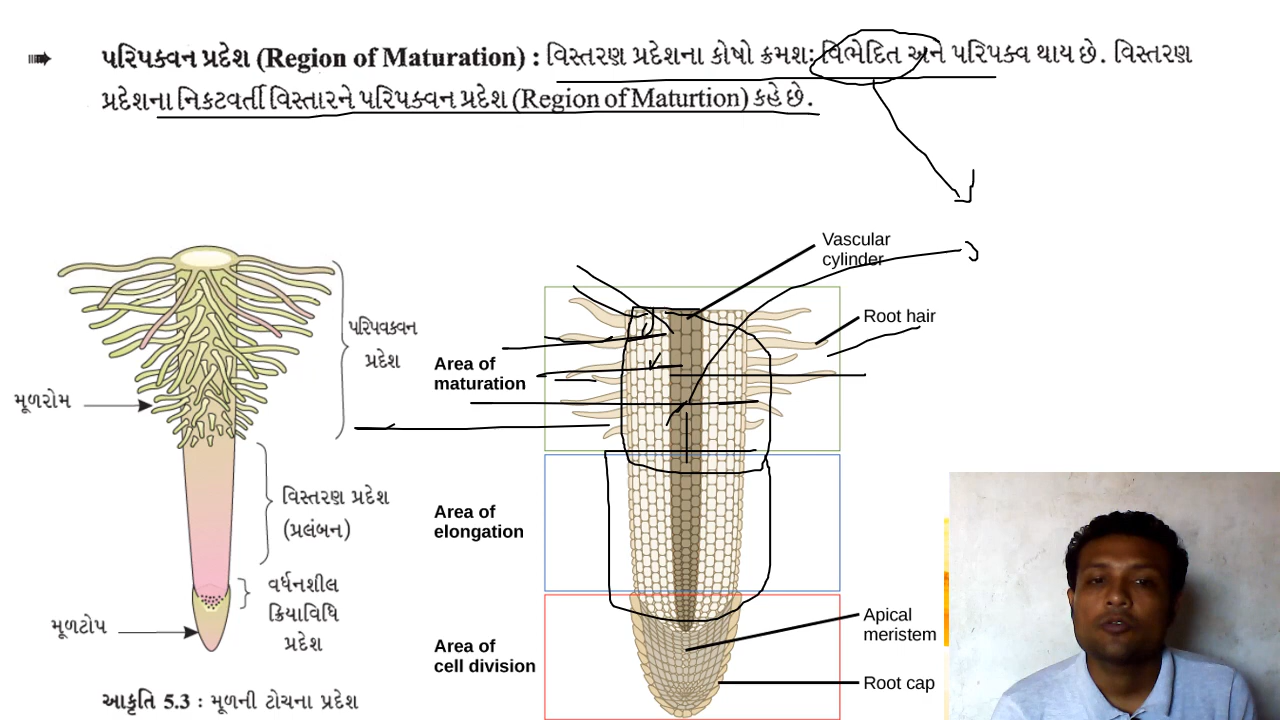 પરિપક્વન પ્રદેશ (Region of Maturation) : વિસ્તરણ પ્રદેશના કોષો ક્રમશઃ વિભેદિત અને પરિપક્વ થાય છે. વિસ્તરણ
પ્રદેશના નિકટવર્તી વિસ્તારને પરિપક્વન પ્રદેશ (Region of Maturtion) કહે છે.
પરિપવક્વન
પ્રદેશ
મૂળરોમ
વિસ્તરણ પ્રદેશ
(પ્રલંબન)
વર્ધનશીલ
ક્રિયાવિધિ
પ્રદેશ
મૂળટોપ
આકૃતિ 5.3 : મૂળની ટોચના પ્રદેશ
Vascular
cylinder
Root hair
Area of
maturation
Area of
elongation
Apical
meristem
Area of
cell division
Root cap